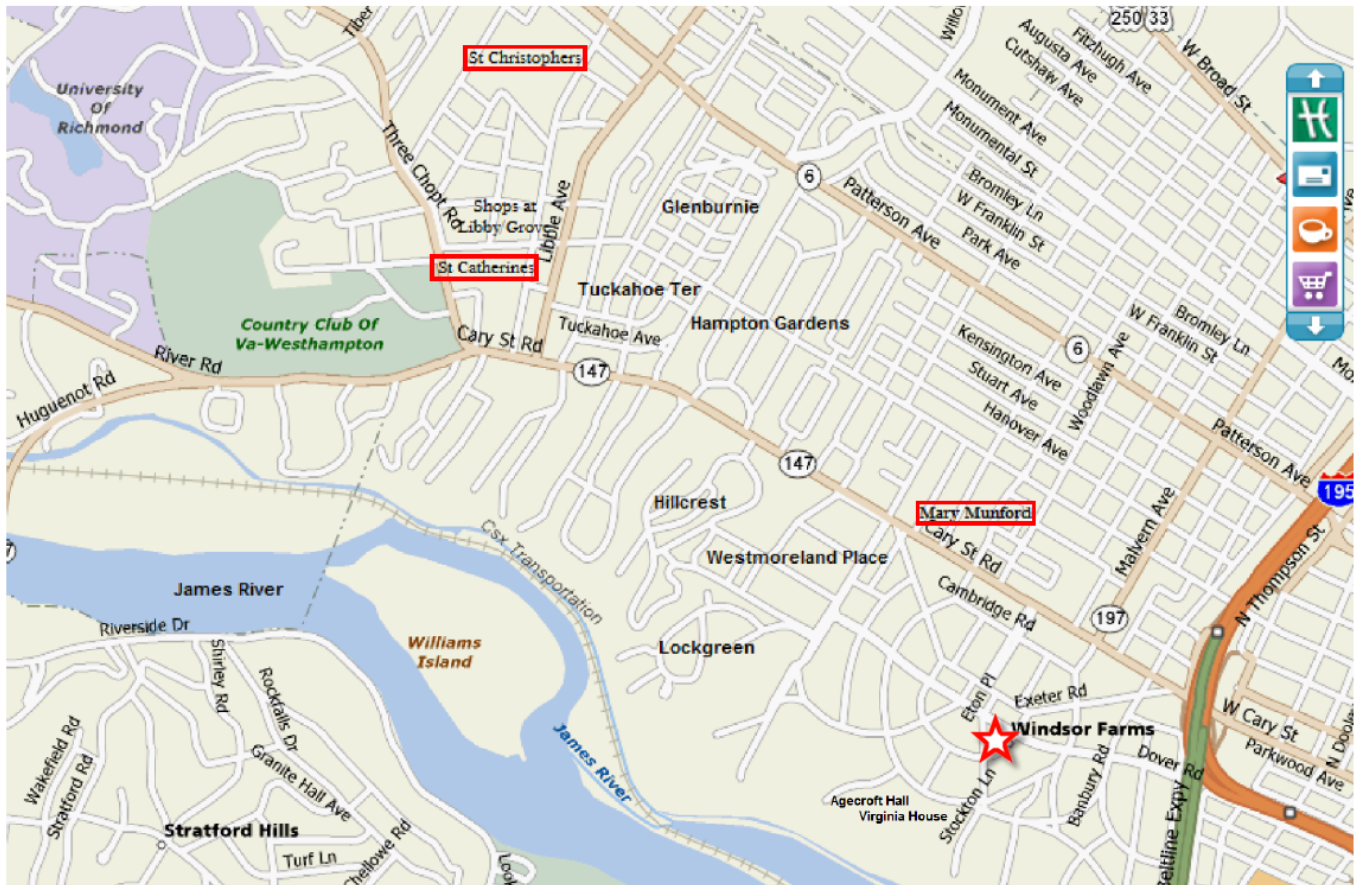 Tiber
St Christophers
Willo
250
33
Augusta Ave
Cutshaw Ave
Fitzhugh Ave
W Broad St
University
Of
Richmond
Three Chopt Rd
Monument Ave
Monumental St
6
Bromley Ln
W Franklin St
Park Ave
Patterson Ave
Shops at
Libby/Grove
Libbie Ave
Glenburnie
St Catherines
Tuckahoe Ter
Tuckahoe Ave
Hampton Gardens
Country Club Of
Va-Westhampton
Cary St Rd
River Rd
Huguenot Rd
147
Kensington Ave
Stuart Ave
Hanover Ave
Woodlawn Ave
6
Bromley Ln
W Franklin St
Mo
Patterson Ave
195
147
Hillcrest
Mary Munford
Cary St Rd
Malvern Ave
Csx Transportation
Westmoreland Place
Cambridge Rd
197
N Thompson St
James River
Riverside Dr
Williams
Island
Lockgreen
Shirley Rd
Rockfalls Dr
Eton Pl
Exeter Rd
Windsor Farms
W Cary St
Parkwood Ave
N Dooley
James River
Wakefield Rd
Stratford Rd
Granite Hall Ave
Agecroft Hall
Virginia House
Stockton Ln
Banbury Rd
Dover Rd
eltline Expy
Stratford Hills
Turf Ln
Chellowe Rd
Look